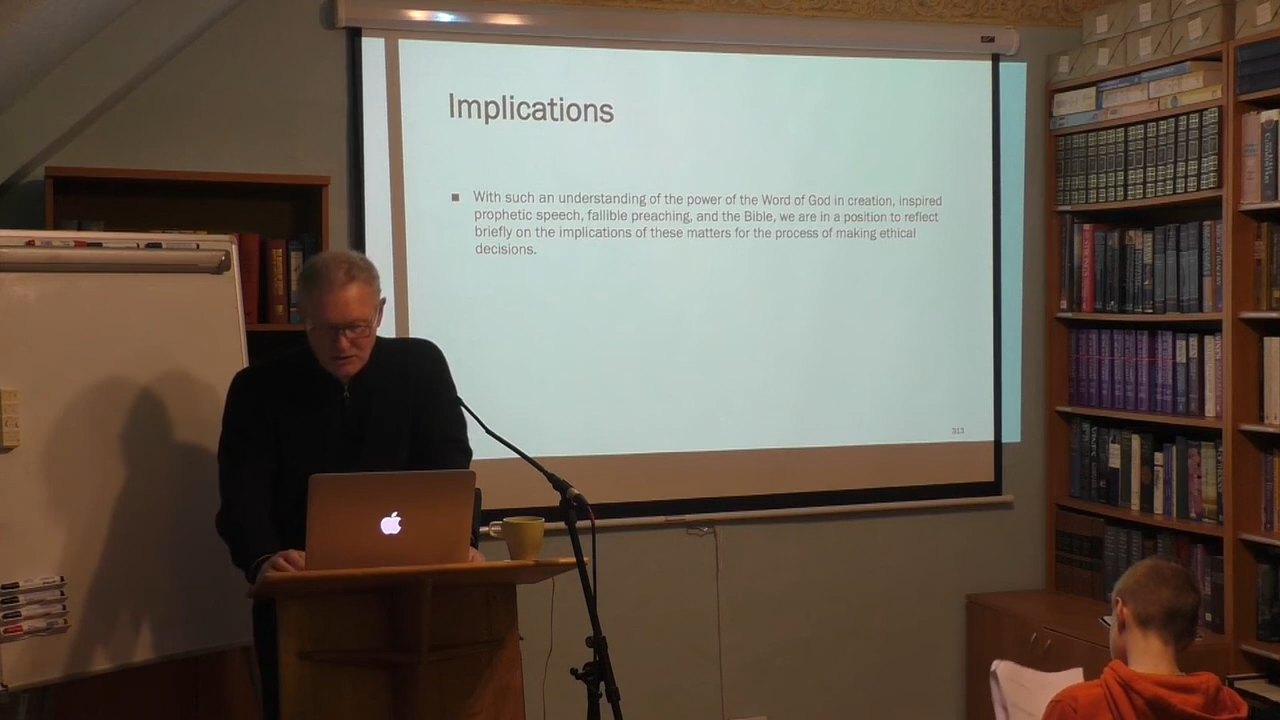 Implications
With such an understanding of the power of the Word of God in creation, inspired
prophetic speech, fallible preaching, and the Bible, we are in a position to reflect
briefly on the implications of these matters for the process of making ethical
decisions.
313